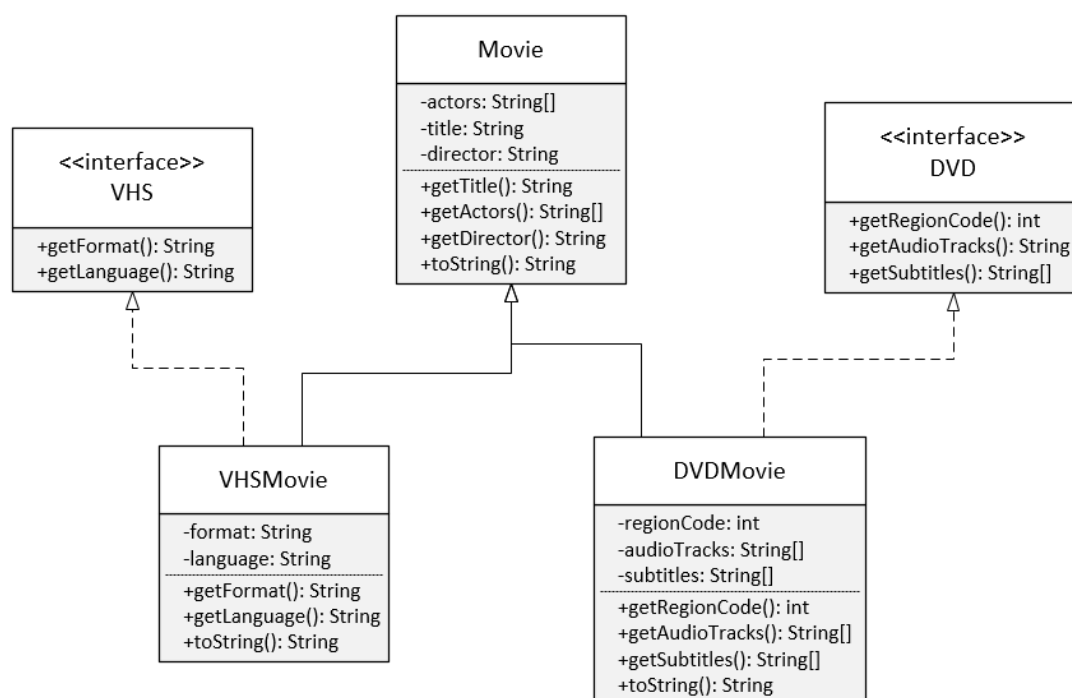 Movie
-actors: String[]
-title: String
-director: String
+getTitle(): String
+getActors(): String[]
+getDirector(): String
+toString(): String
<<interface>>
VHS
+getFormat(): String
+getLanguage(): String
<<interface>>
DVD
+getRegionCode(): int
+getAudioTracks(): String
+getSubtitles(): String[]
VHSMovie
-format: String
-language: String
+getFormat(): String
+getLanguage(): String
+toString(): String
DVDMovie
-regionCode: int
-audioTracks: String[]
-subtitles: String[]
+getRegionCode(): int
+getAudioTracks(): String[]
+getSubtitles(): String[]
+toString(): String